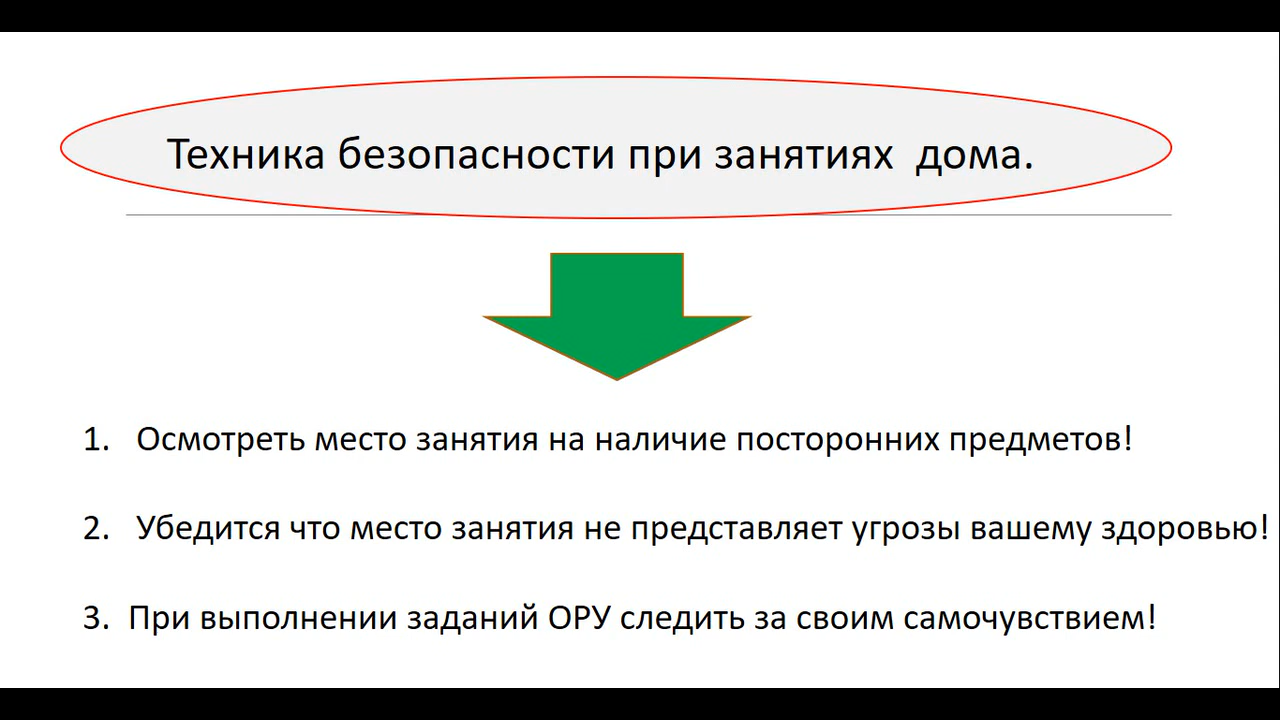 Техника безопасности при занятиях дома.
1. Осмотреть место занятия на наличие посторонних предметов!
2. Убедится что место занятия не представляет угрозы вашему здоровью!
3. При выполнении заданий ОРУ следить за своим самочувствием!